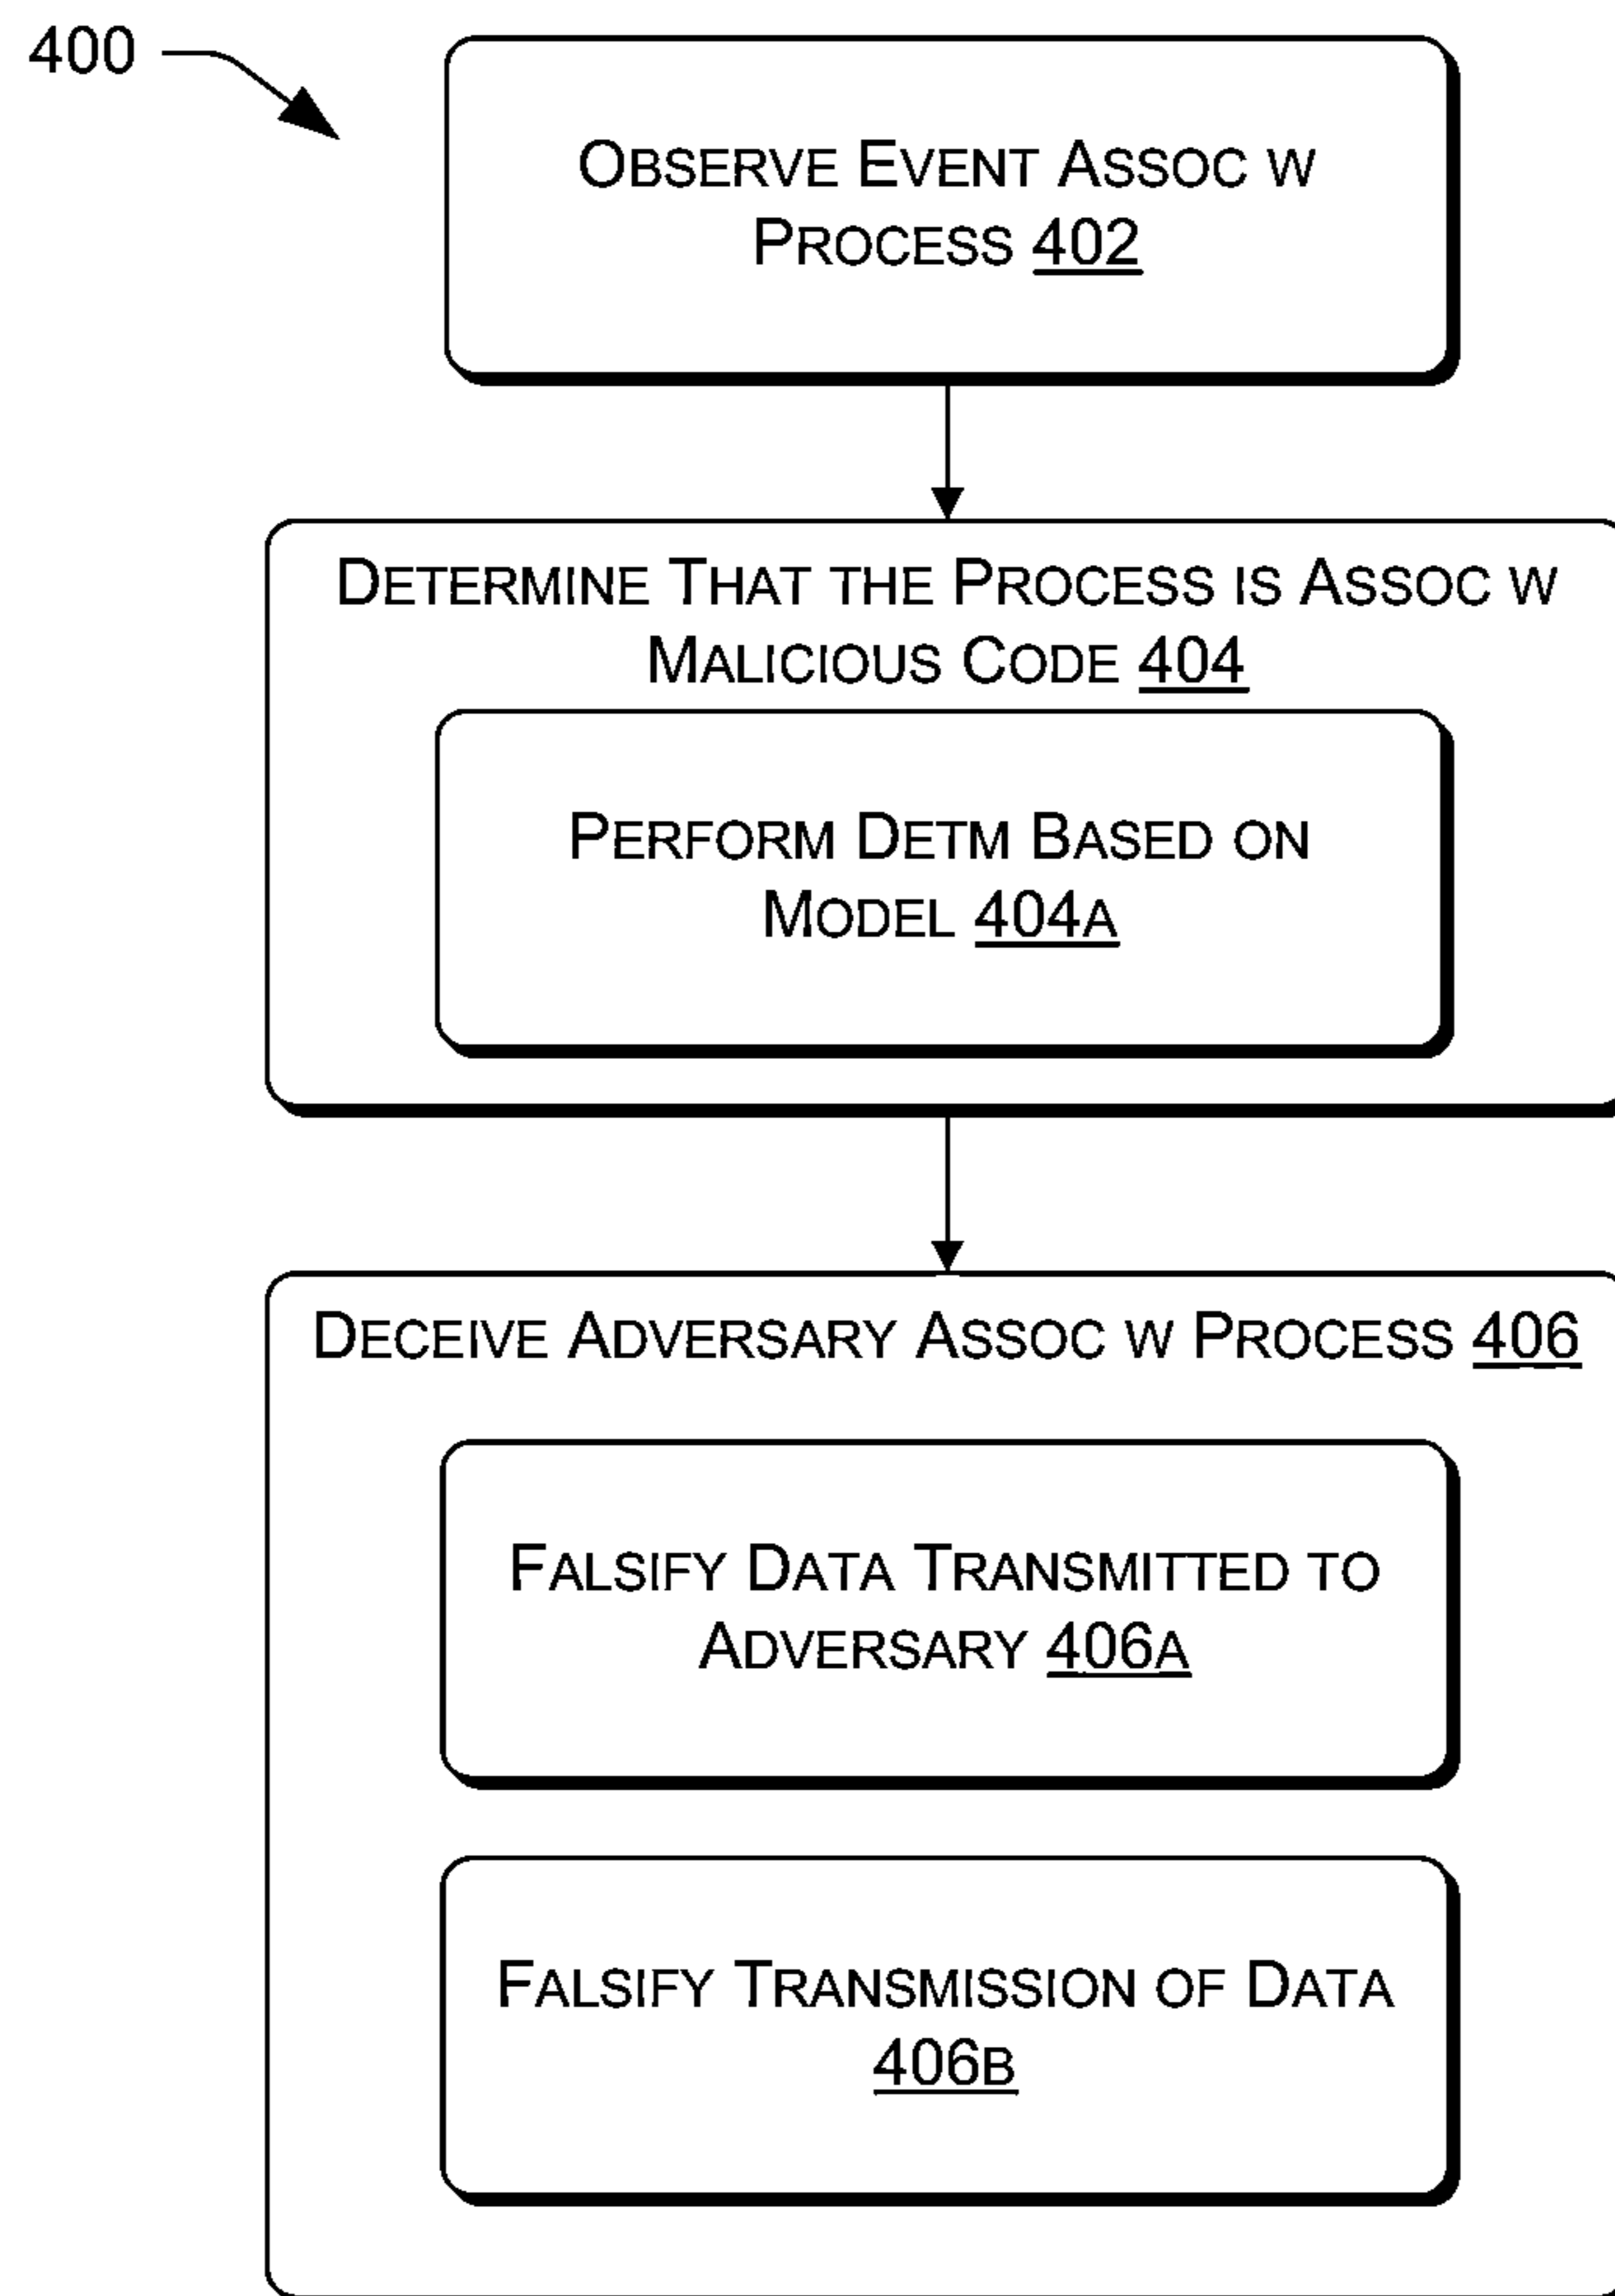 400
OBSERVE EVENT ASSOC W
PROCESS 402
DETERMINE THAT THE PROCESS IS ASSOC W
MALICIOUS CODE 404
PERFORM DETM BASED ON
MODEL 404A
DECEIVE ADVERSARY ASSOC W PROCESS 406
FALSIFY DATA TRANSMITTED TO
ADVERSARY 406A
FALSIFY TRANSMISSION OF DATA
406B